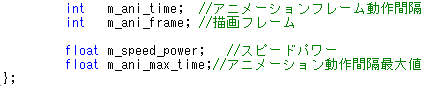 int m_ani_time; //アニメーションフレーム動作間隔
int m_ani_frame; //描画フレーム
float m_speed_power; //スピードパワー
float m_ani_max_time;//アニメーション動作間隔最大値
};